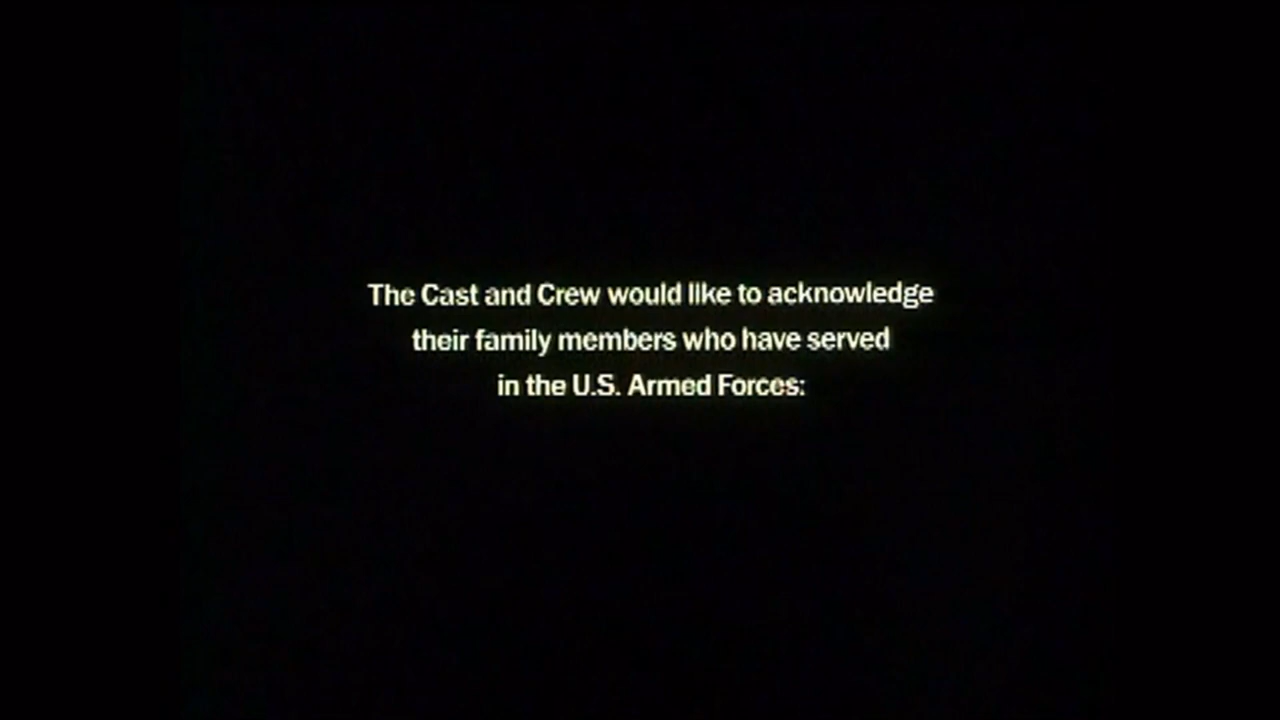 The Cast and Crew would like to acknowledge
their family members who have served
in the U.S. Armed Forces: